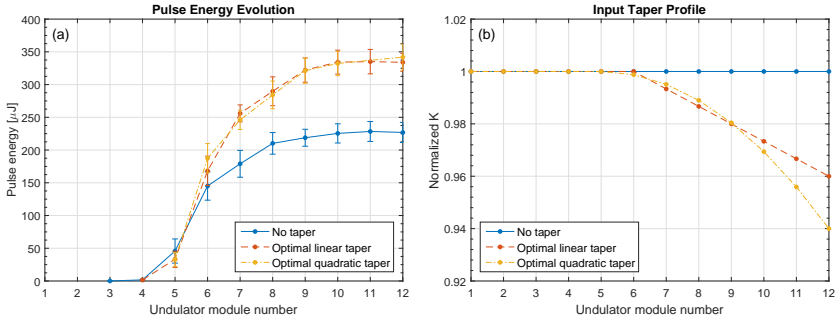 Pulse Energy Evolution
(a)
Pulse energy [μJ]
400
350
300
250
200
150
100
50
0
No taper
Optimal linear taper
Optimal quadratic taper
1 2 3 4 5 6 7 8 9 10 11 12
Undulator module number
Input Taper Profile
(b)
Normalized K
1.02
1
0.98
0.96
0.94
0.92
No taper
Optimal linear taper
Optimal quadratic taper
1 2 3 4 5 6 7 8 9 10 11 12
Undulator module number